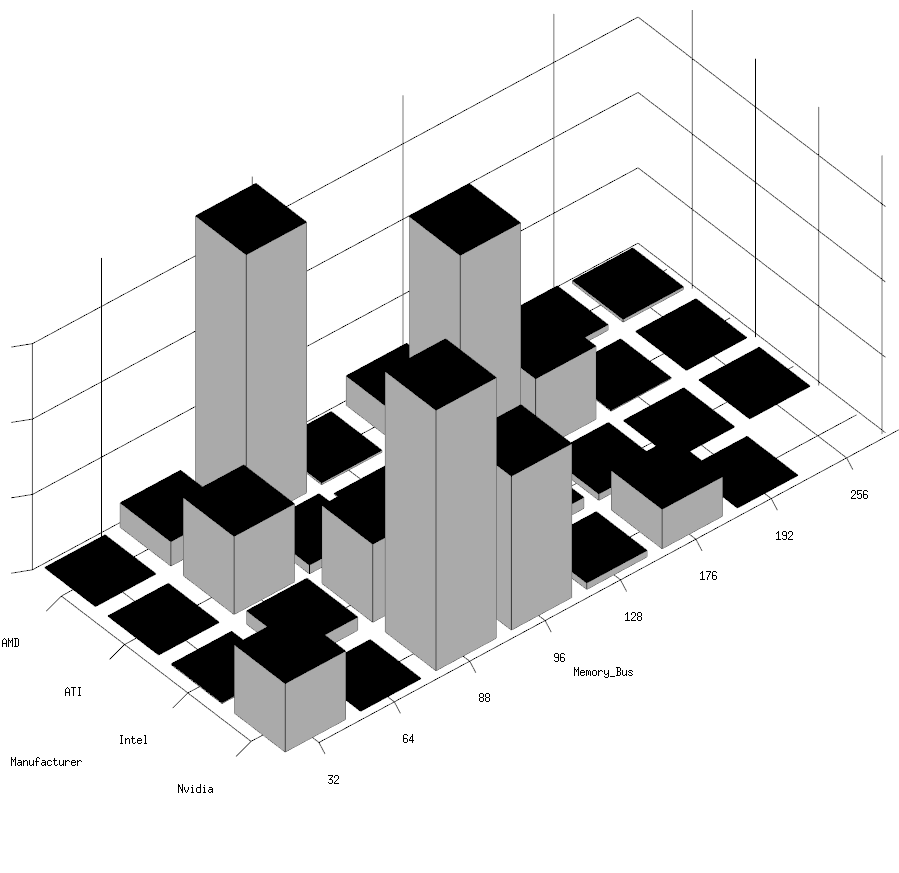 AMD
ATI
Intel
Manufacturer
Nvidia
32
64
88
96
Memory_Bus
128
176
192
256